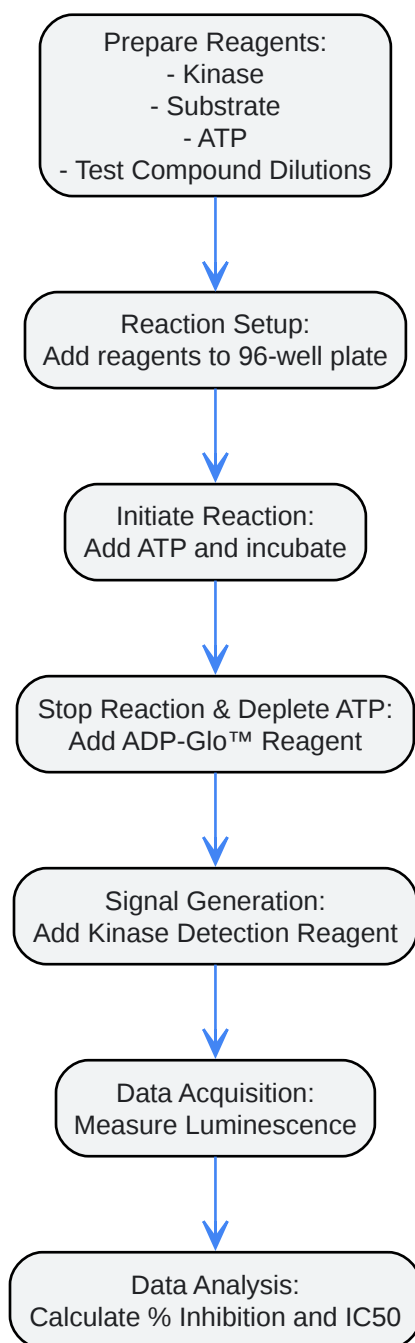 Prepare Reagents:
- Kinase
- Substrate
- ATP
- Test Compound Dilutions
Reaction Setup:
Add reagents to 96-well plate
Initiate Reaction:
Add ATP and incubate
Stop Reaction & Deplete ATP:
Add ADP-Glo™ Reagent
Signal Generation:
Add Kinase Detection Reagent
Data Acquisition:
Measure Luminescence
Data Analysis:
Calculate % Inhibition and IC50